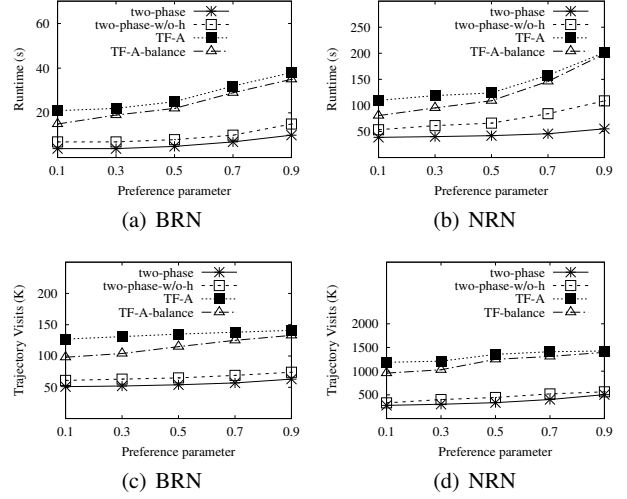 two-phase
two-phase-w/o-h
TF-A
TF-A-balance
Runtime (s)
60
40
20
0.1 0.3 0.5 0.7 0.9
Preference parameter
(a) BRN
two-phase
two-phase-w/o-h
TF-A
TF-A-balance
Runtime (s)
250
200
150
100
50
0.1 0.3 0.5 0.7 0.9
Preference parameter
(b) NRN
two-phase
two-phase-w/o-h
TF-A
TF-A-balance
Trajectory Visits (K)
200
150
100
50
0.1 0.3 0.5 0.7 0.9
Preference parameter
(c) BRN
two-phase
two-phase-w/o-h
TF-A
TF-A-balance
Trajectory Visits (K)
2000
1500
1000
500
0.1 0.3 0.5 0.7 0.9
Preference parameter
(d) NRN